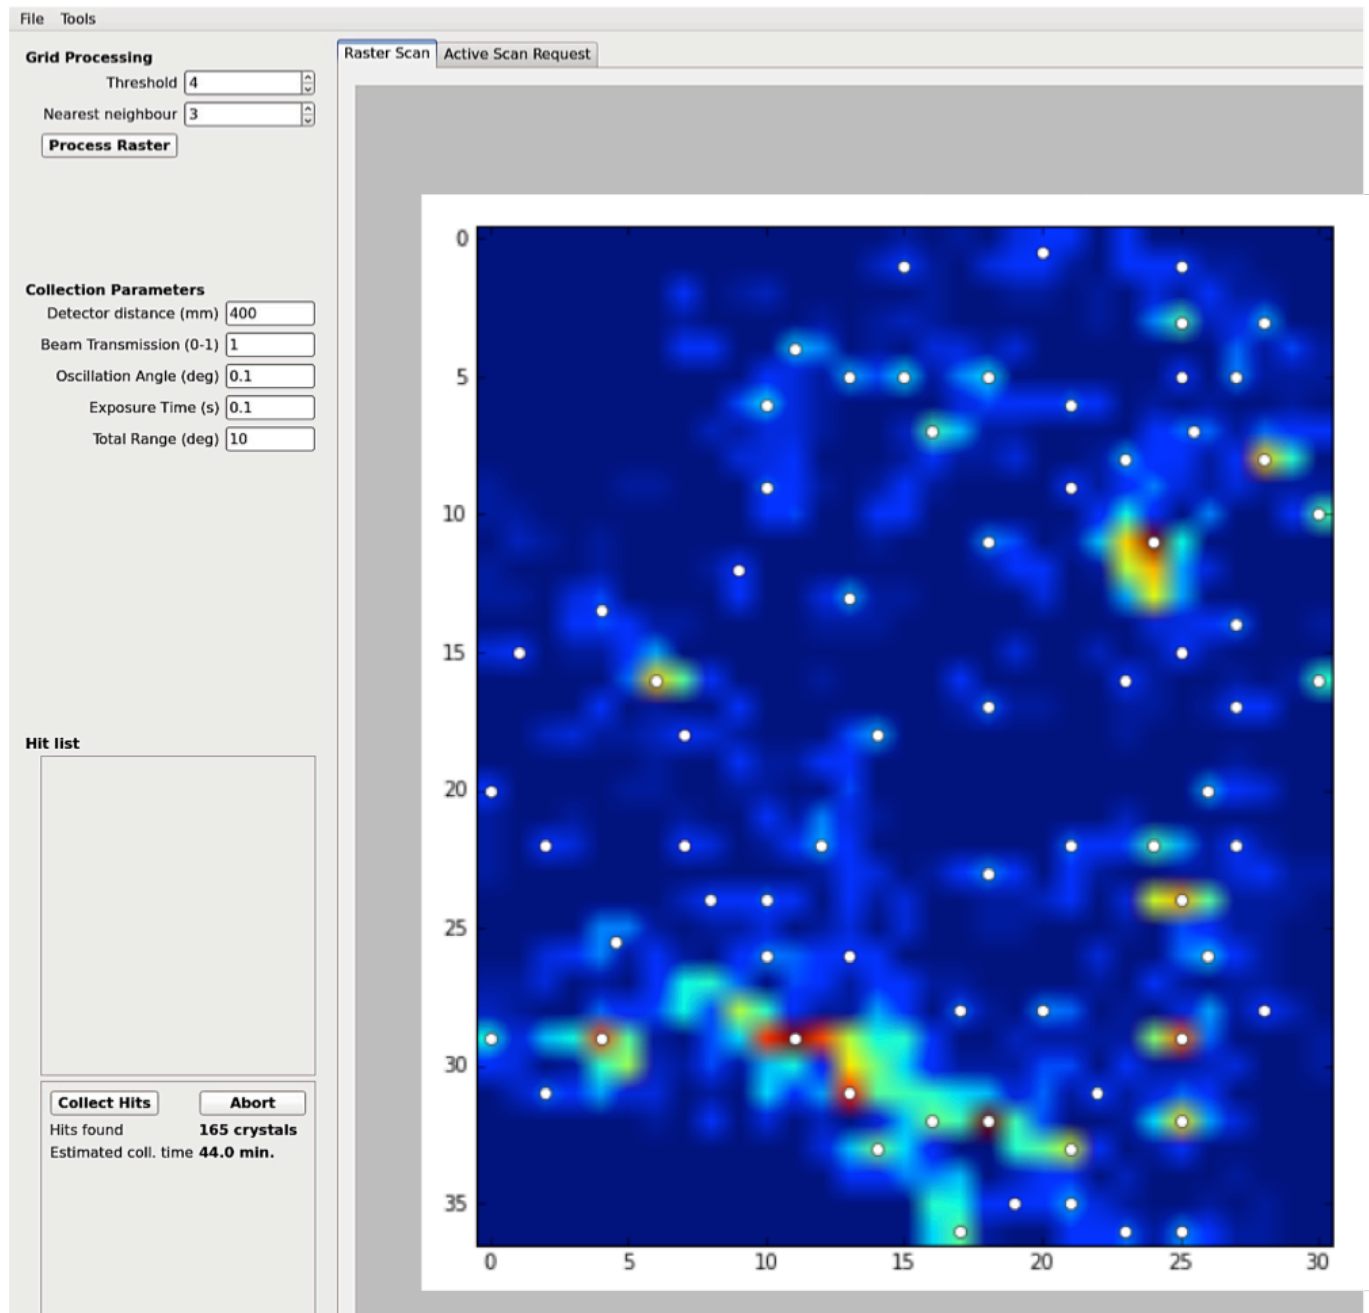 File Tools
Grid Processing
Threshold 4
Nearest neighbour 3
Process Raster
Collection Parameters
Detector distance (mm) 400
Beam Transmission (0-1) 1
Oscillation Angle (deg) 0.1
Exposure Time (s) 0.1
Total Range (deg) 10
Hit list
Collect Hits Abort
Hits found 165 crystals
Estimated coll. time 44.0 min.
Raster Scan Active Scan Request
0
5
10
15
20
25
30
35
0 5 10 15 20 25 30